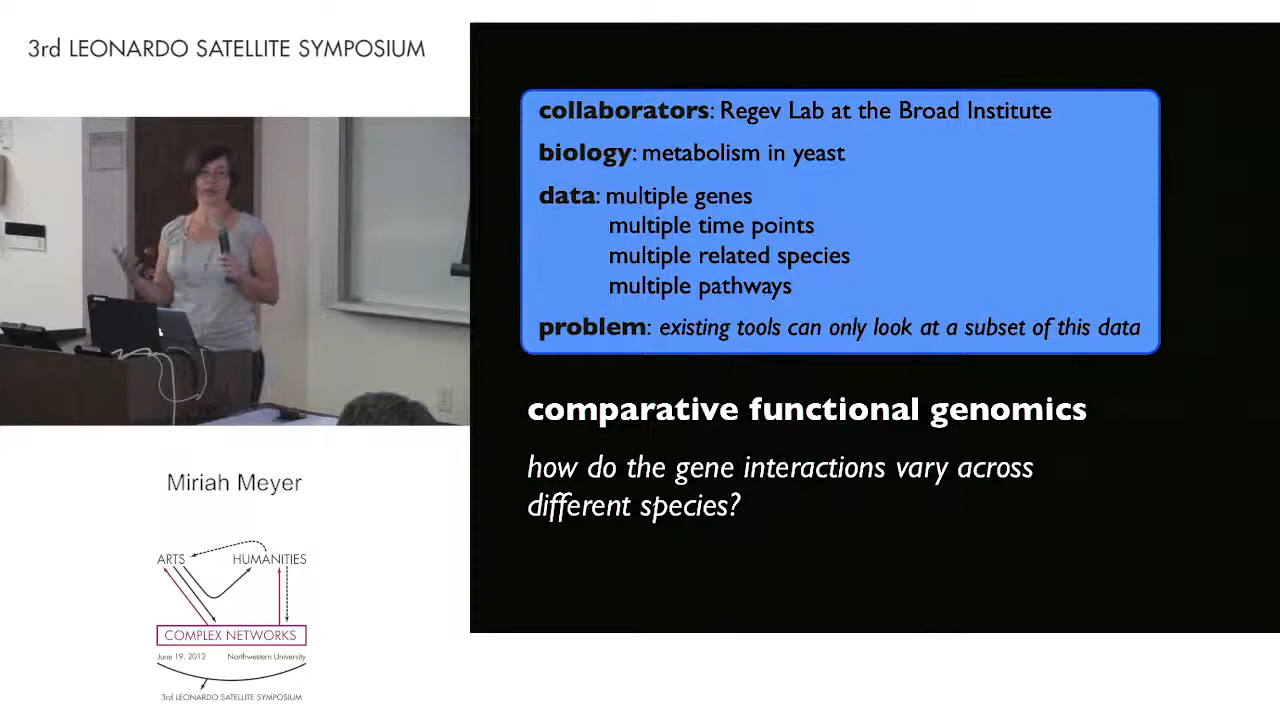 3rd LEONARDO SATELLITE SYMPOSIUM
collaborators: Regev Lab at the Broad Institute
biology: metabolism in yeast
data: multiple genes
multiple time points
multiple related species
multiple pathways
problem: existing tools can only look at a subset of this data
comparative functional genomics
how do the gene interactions vary across
different species?
Miriah Meyer
ARTS HUMANITIES
COMPLEX NETWORKS
June 19, 2012 Northwestern University
3rd LEONARDO SATELLITE SYMPOSIUM